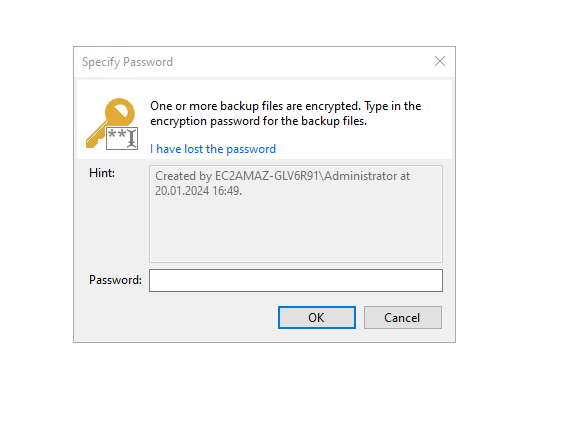 Specify Password
One or more backup files are encrypted. Type in the
encryption password for the backup files.
I have lost the password
Hint:
Created by EC2AMAZ-GLV6R91\Administrator at
20.01.2024 16:49.
Password:
OK
Cancel